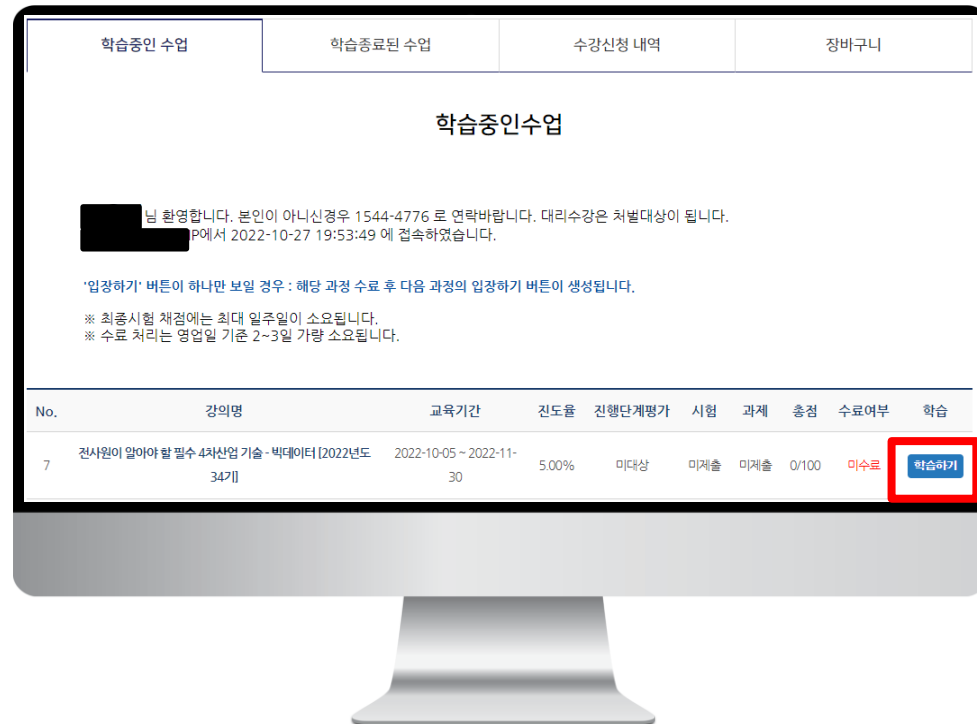 학습중인 수업
학습종료된 수업
수강신청 내역
장바구니
학습중인수업
님 환영합니다. 본인이 아니신경우 1544-4776 로 연락바랍니다. 대리수강은 처벌대상이 됩니다.
IP에서 2022-10-27 19:53:49 에 접속하였습니다.
'입장하기' 버튼이 하나만 보일 경우 : 해당 과정 수료 후 다음 과정의 입장하기 버튼이 생성됩니다.
※ 최종시험 채점에는 최대 일주일이 소요됩니다.
※ 수료 처리는 영업일 기준 2~3일 가량 소요됩니다.
No. 강의명 교육기간 진도율 진행단계평가 시험 과제 총점 수료여부 학습
7 전사원이 알아야 할 필수 4차산업 기술 - 빅데이터 [2022년도 34기] 2022-10-05 ~ 2022-11-30 5.00% 미대상 미제출 미제출 0/100 미수료 학습하기